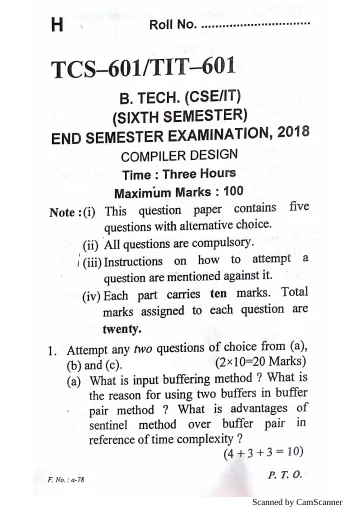 H Roll No. ................................
TCS–601/TIT–601
B. TECH. (CSE/IT)
(SIXTH SEMESTER)
END SEMESTER EXAMINATION, 2018
COMPILER DESIGN
Time : Three Hours
Maximum Marks : 100
Note :(i) This question paper contains five
questions with alternative choice.
(ii) All questions are compulsory.
(iii) Instructions on how to attempt a
question are mentioned against it.
(iv) Each part carries ten marks. Total
marks assigned to each question are
twenty.
1. Attempt any two questions of choice from (a),
(b) and (c). (2×10=20 Marks)
(a) What is input buffering method ? What is
the reason for using two buffers in buffer
pair method ? What is advantages of
sentinel method over buffer pair in
reference of time complexity ?
(4 + 3 + 3 = 10)
F. No. : a-78 P. T. O.
Scanned by CamScanner